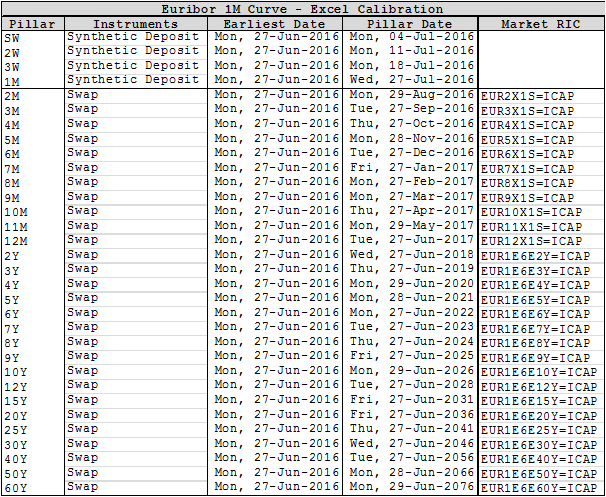 Euribor 1M Curve - Excel Calibration
Pillar Instruments Earliest Date Pillar Date Market RIC
SW Synthetic Deposit Mon, 27-Jun-2016 Mon, 04-Jul-2016
2W Synthetic Deposit Mon, 27-Jun-2016 Mon, 11-Jul-2016
3W Synthetic Deposit Mon, 27-Jun-2016 Mon, 18-Jul-2016
1M Synthetic Deposit Mon, 27-Jun-2016 Wed, 27-Jul-2016
2M Swap Mon, 27-Jun-2016 Mon, 29-Aug-2016 EUR2X1S=ICAP
3M Swap Mon, 27-Jun-2016 Tue, 27-Sep-2016 EUR3X1S=ICAP
4M Swap Mon, 27-Jun-2016 Thu, 27-Oct-2016 EUR4X1S=ICAP
5M Swap Mon, 27-Jun-2016 Mon, 28-Nov-2016 EUR5X1S=ICAP
6M Swap Mon, 27-Jun-2016 Tue, 27-Dec-2016 EUR6X1S=ICAP
7M Swap Mon, 27-Jun-2016 Fri, 27-Jan-2017 EUR7X1S=ICAP
8M Swap Mon, 27-Jun-2016 Mon, 27-Feb-2017 EUR8X1S=ICAP
9M Swap Mon, 27-Jun-2016 Mon, 27-Mar-2017 EUR9X1S=ICAP
10M Swap Mon, 27-Jun-2016 Thu, 27-Apr-2017 EUR10X1S=ICAP
11M Swap Mon, 27-Jun-2016 Mon, 29-May-2017 EUR11X1S=ICAP
12M Swap Mon, 27-Jun-2016 Tue, 27-Jun-2017 EUR12X1S=ICAP
2Y Swap Mon, 27-Jun-2016 Wed, 27-Jun-2018 EUR1E6E2Y=ICAP
3Y Swap Mon, 27-Jun-2016 Thu, 27-Jun-2019 EUR1E6E3Y=ICAP
4Y Swap Mon, 27-Jun-2016 Mon, 29-Jun-2020 EUR1E6E4Y=ICAP
5Y Swap Mon, 27-Jun-2016 Mon, 28-Jun-2021 EUR1E6E5Y=ICAP
6Y Swap Mon, 27-Jun-2016 Mon, 27-Jun-2022 EUR1E6E6Y=ICAP
7Y Swap Mon, 27-Jun-2016 Tue, 27-Jun-2023 EUR1E6E7Y=ICAP
8Y Swap Mon, 27-Jun-2016 Thu, 27-Jun-2024 EUR1E6E8Y=ICAP
9Y Swap Mon, 27-Jun-2016 Fri, 27-Jun-2025 EUR1E6E9Y=ICAP
10Y Swap Mon, 27-Jun-2016 Mon, 29-Jun-2026 EUR1E6E10Y=ICAP
12Y Swap Mon, 27-Jun-2016 Tue, 27-Jun-2028 EUR1E6E12Y=ICAP
15Y Swap Mon, 27-Jun-2016 Fri, 27-Jun-2031 EUR1E6E15Y=ICAP
20Y Swap Mon, 27-Jun-2016 Fri, 27-Jun-2036 EUR1E6E20Y=ICAP
25Y Swap Mon, 27-Jun-2016 Thu, 27-Jun-2041 EUR1E6E25Y=ICAP
30Y Swap Mon, 27-Jun-2016 Wed, 27-Jun-2046 EUR1E6E30Y=ICAP
40Y Swap Mon, 27-Jun-2016 Tue, 27-Jun-2056 EUR1E6E40Y=ICAP
50Y Swap Mon, 27-Jun-2016 Mon, 28-Jun-2066 EUR1E6E50Y=ICAP
60Y Swap Mon, 27-Jun-2016 Mon, 29-Jun-2076 EUR1E6E60Y=ICAP